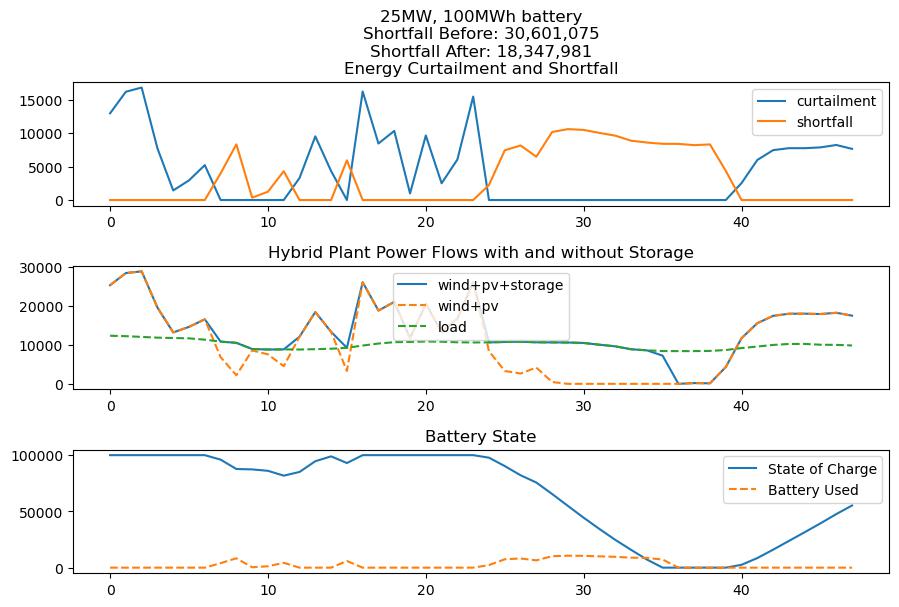 25MW, 100MWh battery
Shortfall Before: 30,601,075
Shortfall After: 18,347,981
Energy Curtailment and Shortfall
15000
10000
5000
0
curtailment
shortfall
0 10 20 30 40
Hybrid Plant Power Flows with and without Storage
30000
20000
10000
0
wind+pv+storage
wind+pv
load
0 10 20 30 40
Battery State
100000
50000
0
State of Charge
Battery Used
0 10 20 30 40